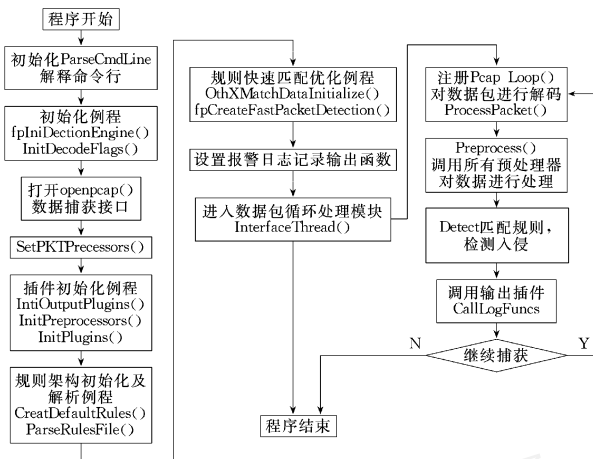 程序开始
初始化ParseCmdLine
解释命令行
初始化例程
fpIniDectionEngine()
InitDecodeFlags()
打开openpcap()
数据捕获接口
SetPKTPrecessors()
插件初始化例程
IntiOutputPlugins()
InitPreprocessors()
InitPlugins()
规则架构初始化及
解析例程
CreatDefaultRules()
ParseRulesFile()
规则快速匹配优化例程
OthXMatchDataInitialize()
fpCreateFastPacketDetection()
设置报警日志记录输出函数
进入数据包循环处理模块
InterfaceThread()
注册Pcap Loop()
对数据包进行解码
ProcessPacket()
Preprocess()
调用所有预处理器
对数据进行处理
Detect匹配规则,
检测入侵
调用输出插件
CallLogFuncs
N
继续捕获
Y
程序结束